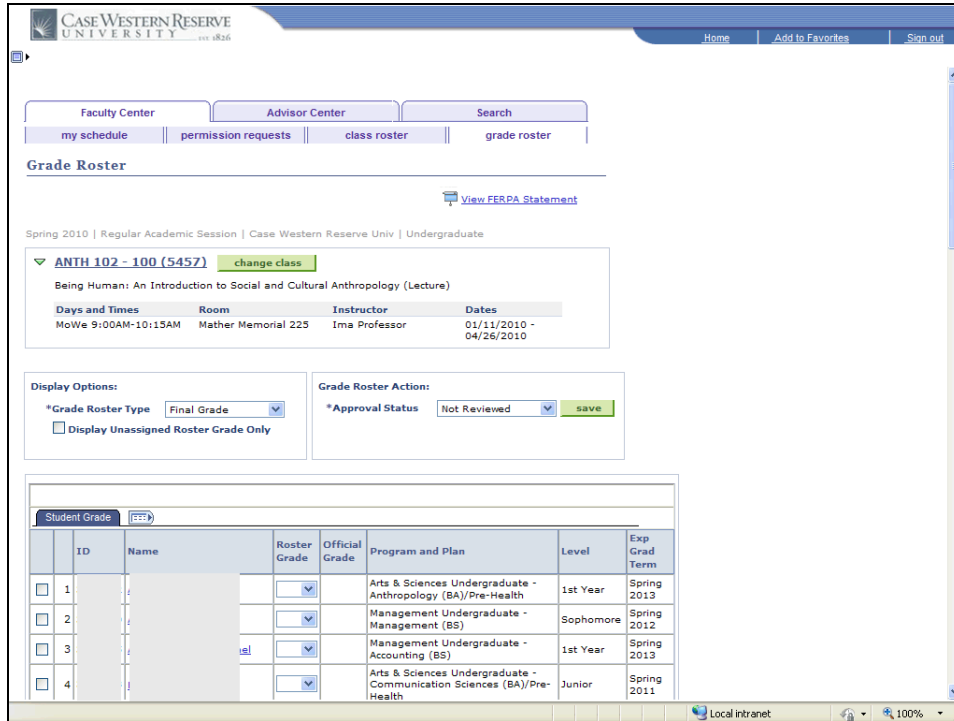 CASE WESTERN RESERVE
UNIVERSITY EST 1826
Home Add to Favorites Sign out
Faculty Center Advisor Center Search
my schedule permission requests class roster grade roster
Grade Roster
View FERPA Statement
Spring 2010 | Regular Academic Session | Case Western Reserve Univ | Undergraduate
ANTH 102 - 100 (5457) change class
Being Human: An Introduction to Social and Cultural Anthropology (Lecture)
Days and Times Room Instructor Dates
MoWe 9:00AM-10:15AM Mather Memorial 225 Ima Professor 01/11/2010 -
04/26/2010
Display Options: Grade Roster Action:
*Grade Roster Type Final Grade *Approval Status Not Reviewed save
Display Unassigned Roster Grade Only
Student Grade
ID Name Roster Grade Official Grade Program and Plan Level Exp Grad Term
1 Arts & Sciences Undergraduate - Anthropology (BA)/Pre-Health 1st Year Spring 2013
2 Management Undergraduate - Management (BS) Sophomore Spring 2012
3 el Management Undergraduate - Accounting (BS) 1st Year Spring 2013
4 Arts & Sciences Undergraduate - Communication Sciences (BA)/Pre-Health Junior Spring 2011
Local intranet 100%